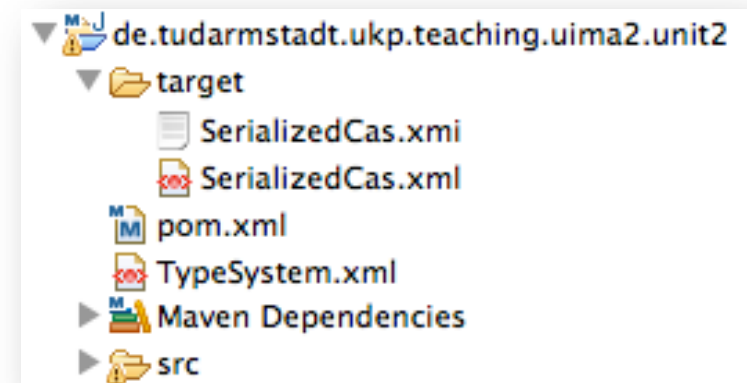 de.tudarmstadt.ukp.teaching.uima2.unit2
target
SerializedCas.xmi
SerializedCas.xml
pom.xml
TypeSystem.xml
Maven Dependencies
src